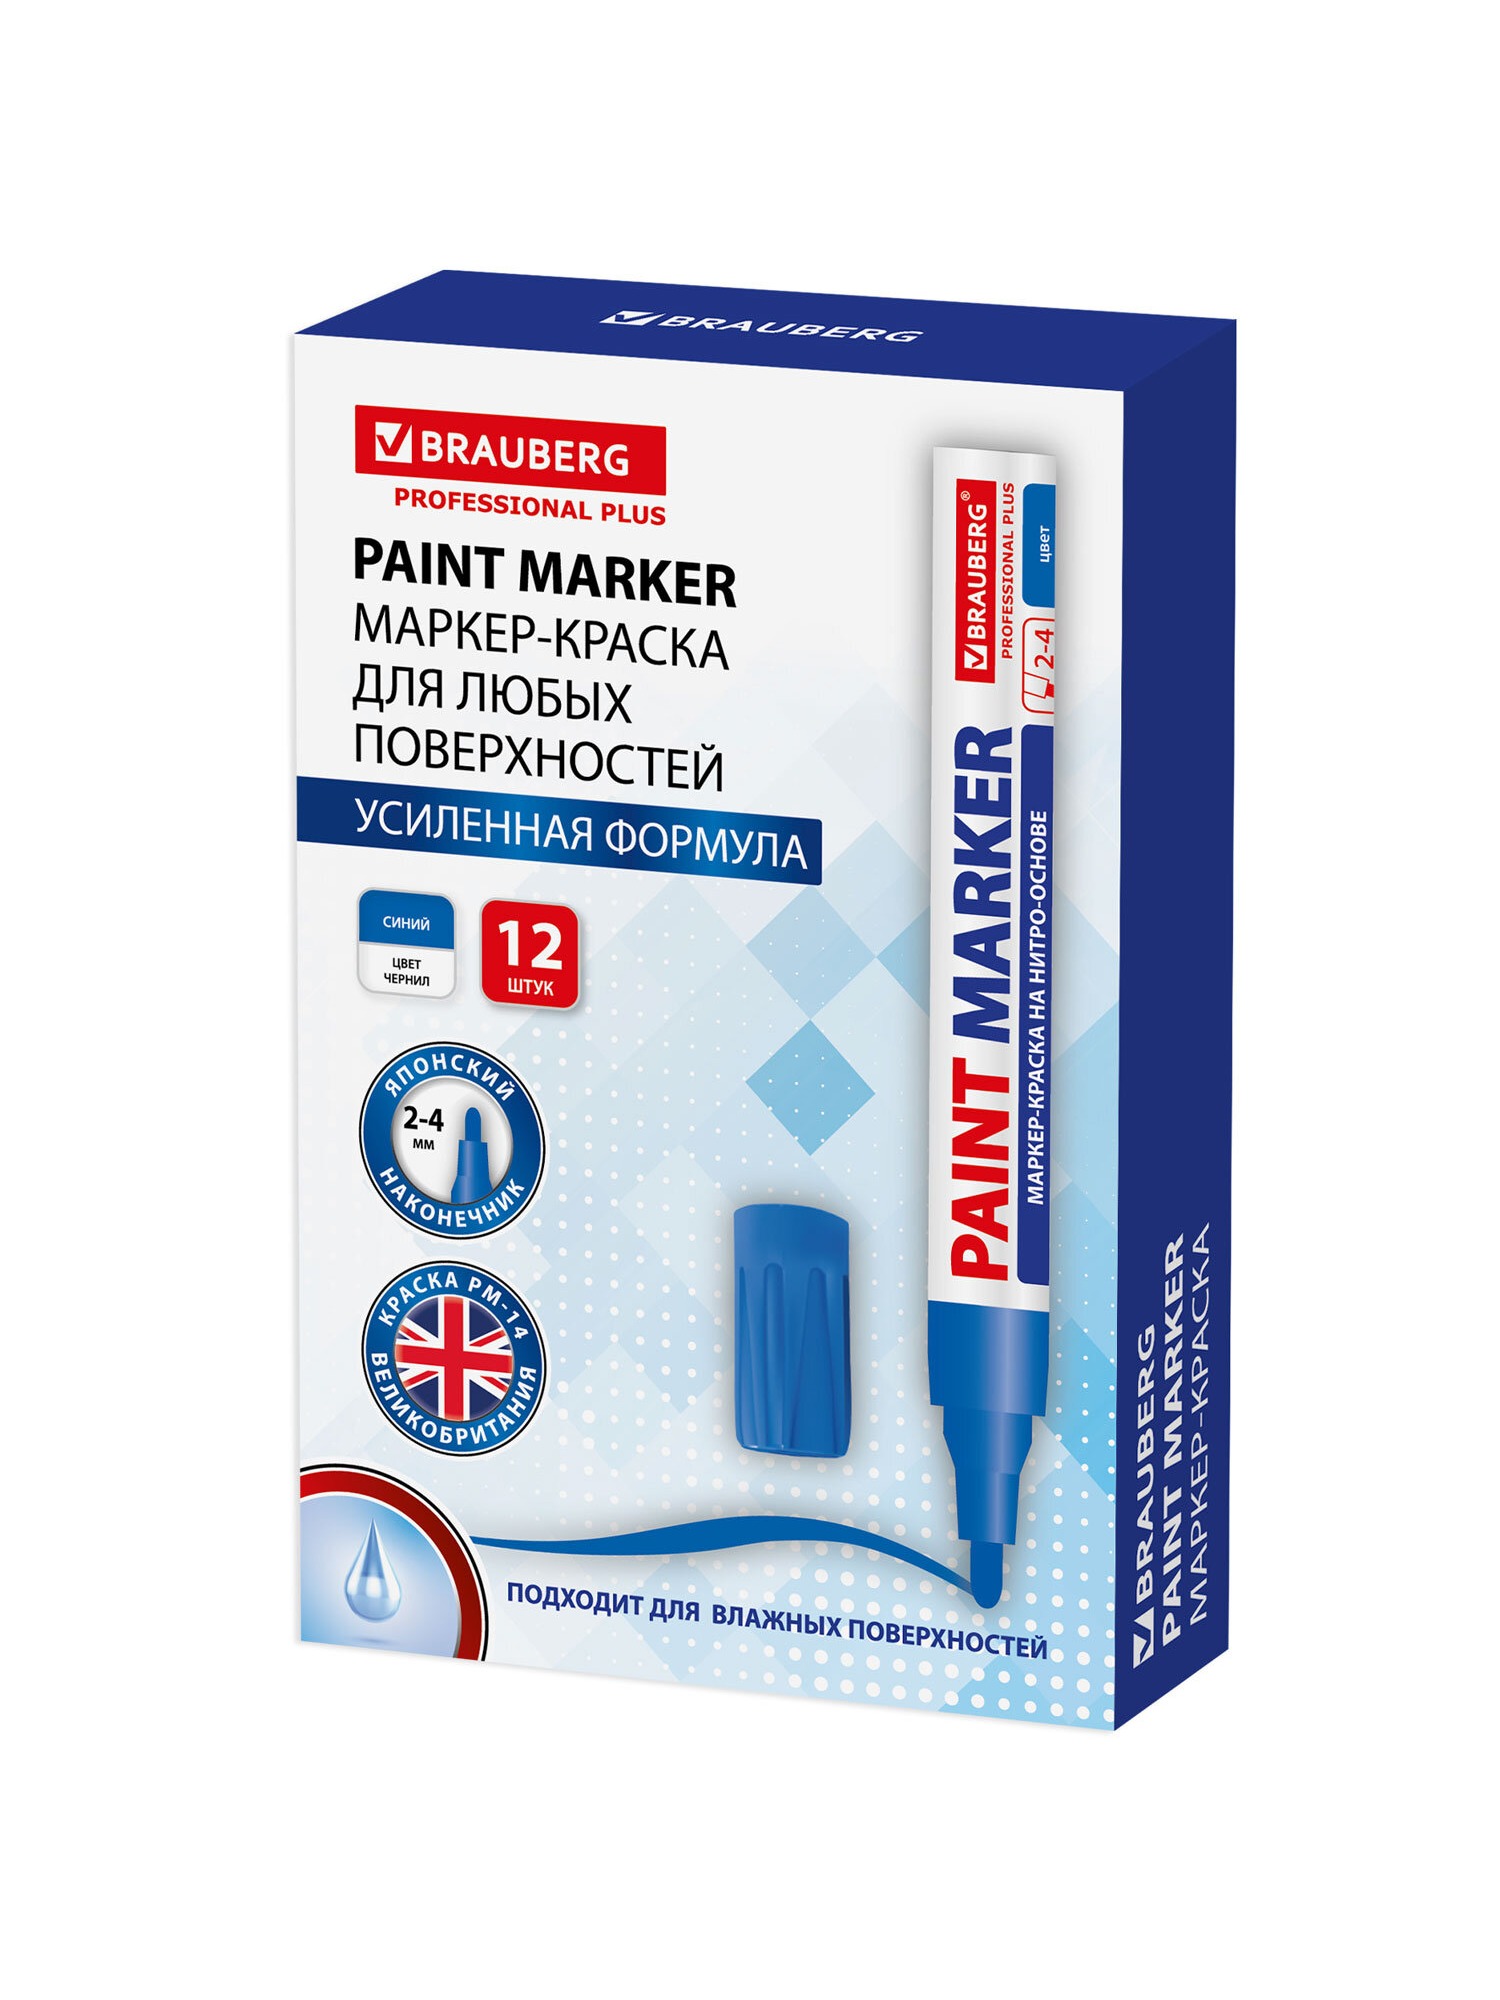 BRAUBERG
BRAUBERG
PROFESSIONAL PLUS
PAINT MARKER
МАРКЕР-КРАСКА
ДЛЯ ЛЮБЫХ
ПОВЕРХНОСТЕЙ
УСИЛЕННАЯ ФОРМУЛА
СИНИЙ
ЦВЕТ
ЧЕРНИЛ
12
ШТУК
ЯПОНСКИЙ
2-4
мм
НАКОНЕЧНИК
КРАСКА PM-14
ВЕЛИКОБРИТАНИЯ
ПОДХОДИТ ДЛЯ ВЛАЖНЫХ ПОВЕРХНОСТЕЙ
BRAUBERG®
PROFESSIONAL PLUS
цвет
2-4
PAINT MARKER
МАРКЕР-КРАСКА НА НИТРО-ОСНОВЕ
BRAUBERG
PAINT MARKER
МАРКЕР-КРАСКА